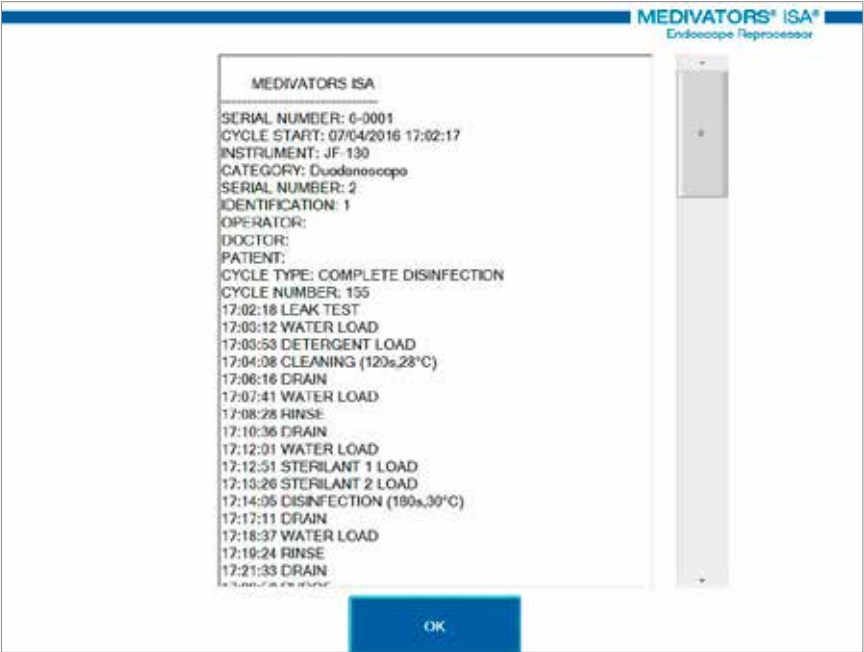 MEDIVATORS® ISA®
Endoscope Reprocessor
MEDIVATORS ISA
SERIAL NUMBER: 0-0001
CYCLE START: 07/04/2016 17:02:17
INSTRUMENT: JF-130
CATEGORY: Duodenoscope
SERIAL NUMBER: 2
IDENTIFICATION: 1
OPERATOR:
DOCTOR:
PATIENT:
CYCLE TYPE: COMPLETE DISINFECTION
CYCLE NUMBER: 155
17:02:18 LEAK TEST
17:03:12 WATER LOAD
17:03:53 DETERGENT LOAD
17:04:08 CLEANING (120s,28°C)
17:06:16 DRAIN
17:07:41 WATER LOAD
17:08:28 RINSE
17:10:36 DRAIN
17:12:01 WATER LOAD
17:12:51 STERILANT 1 LOAD
17:13:26 STERILANT 2 LOAD
17:14:05 DISINFECTION (180s,30°C)
17:17:11 DRAIN
17:18:37 WATER LOAD
17:19:24 RINSE
17:21:33 DRAIN
OK